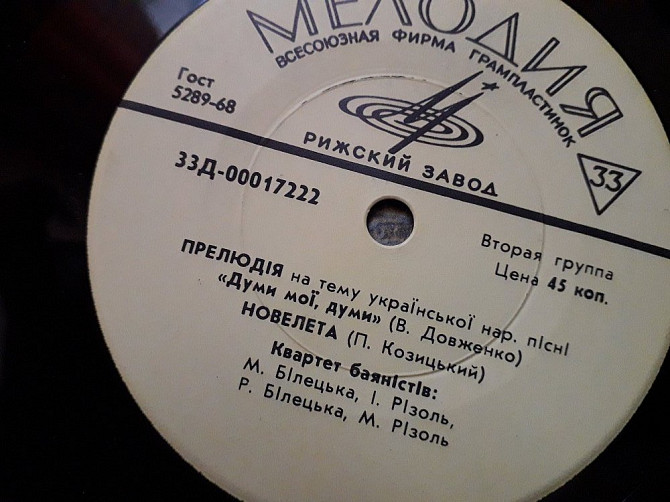 МЕЛОДИЯ
ВСЕСОЮЗНАЯ ФИРМА ГРАМПЛАСТИНОК
Гост
5289-68
РИЖСКИЙ ЗАВОД
33
33Д-00017222
Вторая группа
Цена 45 коп.
ПРЕЛЮДІЯ на тему української нар. пісні
«Думи мої, думи» (В. Довженко)
НОВЕЛЕТА (П. Козицький)
Квартет баяністів:
М. Білецька, І. Різоль,
Р. Білецька, М. Різоль